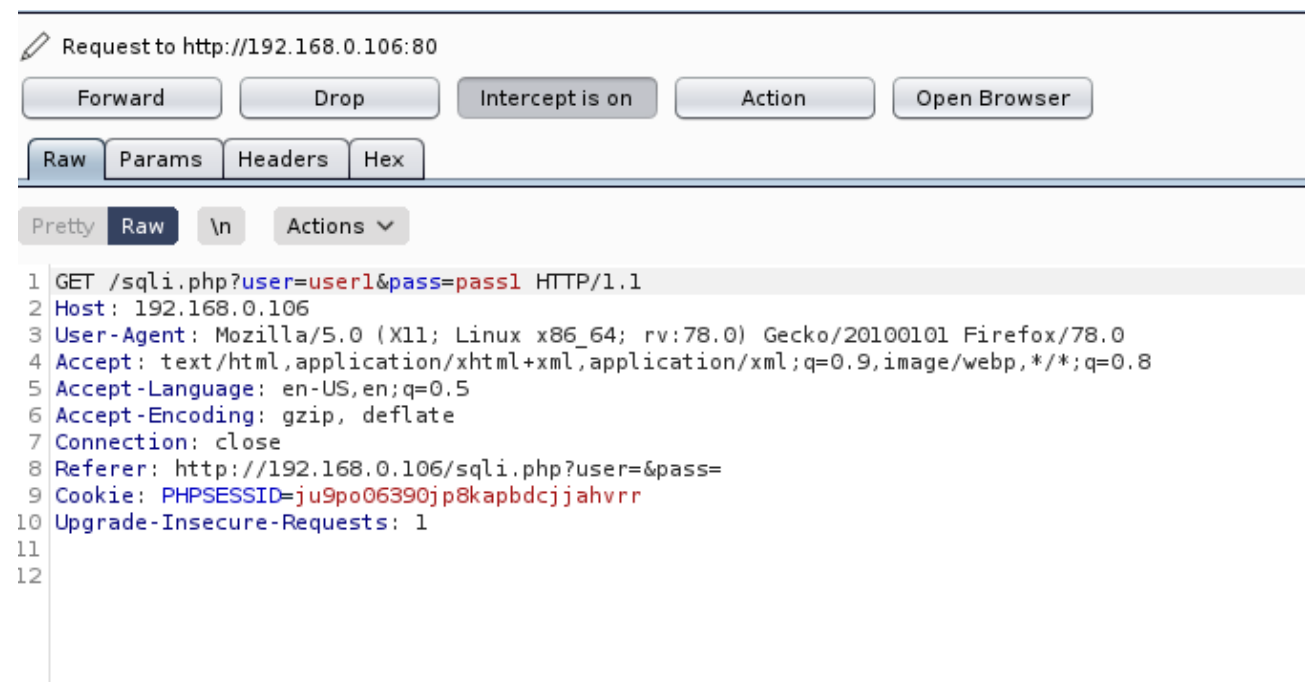 Request to http://192.168.0.106:80
Forward Drop Intercept is on Action Open Browser
Raw Params Headers Hex
Pretty Raw \n Actions
1 GET /sqli.php?user=user1&pass=pass1 HTTP/1.1
2 Host: 192.168.0.106
3 User-Agent: Mozilla/5.0 (X11; Linux x86_64; rv:78.0) Gecko/20100101 Firefox/78.0
4 Accept: text/html,application/xhtml+xml,application/xml;q=0.9,image/webp,*/*;q=0.8
5 Accept-Language: en-US,en;q=0.5
6 Accept-Encoding: gzip, deflate
7 Connection: close
8 Referer: http://192.168.0.106/sqli.php?user=&pass=
9 Cookie: PHPSESSID=ju9po06390jp8kapbdcjjahvrr
10 Upgrade-Insecure-Requests: 1
11
12